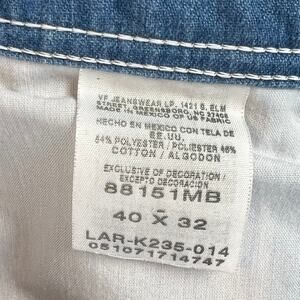 VF JEANSWEAR LP. 1421 S. ELM
STREET, GREENSBORO, NC 27406
MADE IN MEXICO OF US FABRIC
HECHO EN MEXICO CON TELA DE
EE.UU.
54% POLYESTER / POLIESTER 46%
COTTON / ALGODON
EXCLUSIVE OF DECORATION /
EXCEPTO DECORACION
88151MB
-
40 X 32
LAR-K235-014
051071714747